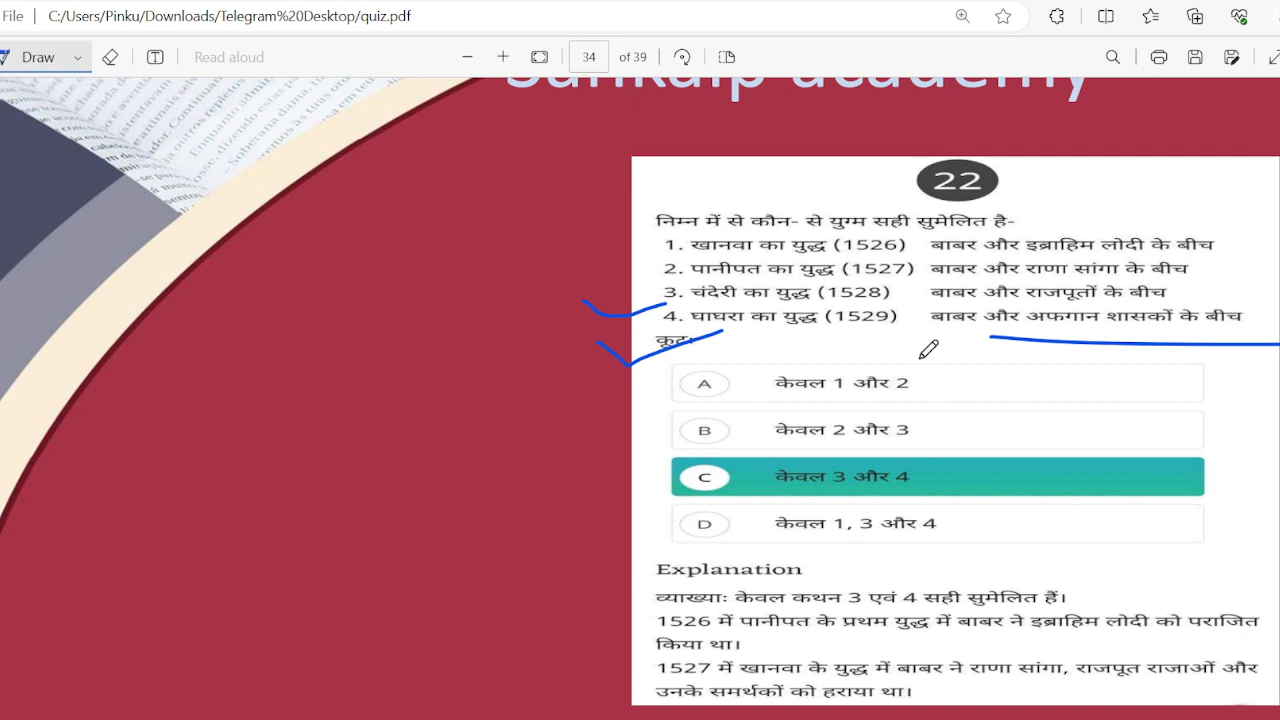 File C:/Users/Pinku/Downloads/Telegram%20Desktop/quiz.pdf
Draw Read aloud 34 of 39
Sankalp academy
22
निम्न में से कौन- से युग्म सही सुमेलित है-
1. खानवा का युद्ध (1526) बाबर और इब्राहिम लोदी के बीच
2. पानीपत का युद्ध (1527) बाबर और राणा सांगा के बीच
3. चंदेरी का युद्ध (1528) बाबर और राजपूतों के बीच
4. घाघरा का युद्ध (1529) बाबर और अफगान शासकों के बीच
कूटः
A केवल 1 और 2
B केवल 2 और 3
C केवल 3 और 4
D केवल 1, 3 और 4
Explanation
व्याख्याः केवल कथन 3 एवं 4 सही सुमेलित हैं।
1526 में पानीपत के प्रथम युद्ध में बाबर ने इब्राहिम लोदी को पराजित
किया था।
1527 में खानवा के युद्ध में बाबर ने राणा सांगा, राजपूत राजाओं और
उनके समर्थकों को हराया था।